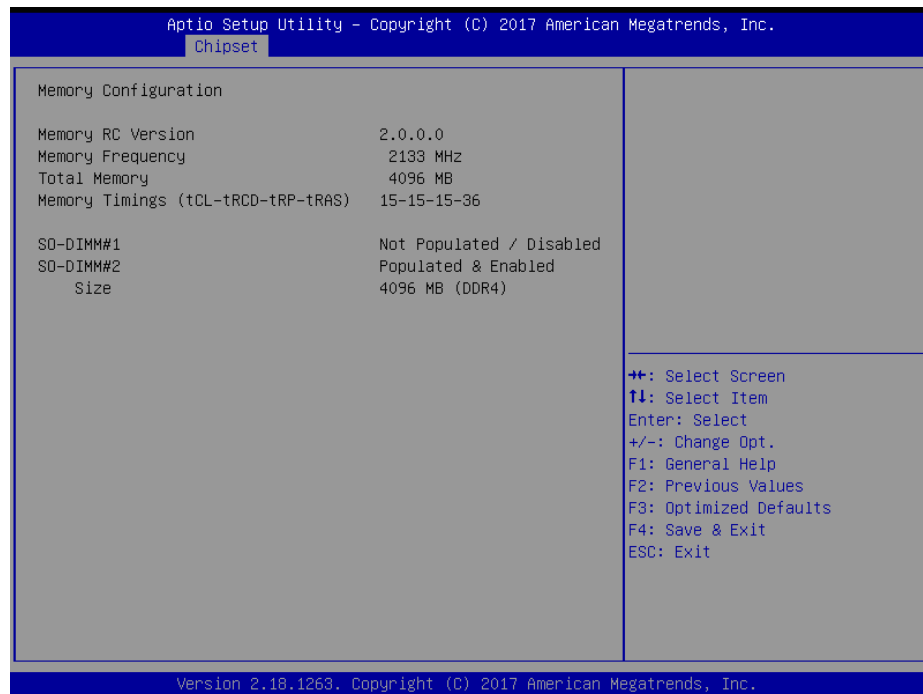 Aptio Setup Utility – Copyright (C) 2017 American Megatrends, Inc.
Chipset
Memory Configuration
Memory RC Version 2.0.0.0
Memory Frequency 2133 MHz
Total Memory 4096 MB
Memory Timings (tCL-tRCD-tRP-tRAS) 15-15-15-36
SO-DIMM#1 Not Populated / Disabled
SO-DIMM#2 Populated & Enabled
Size 4096 MB (DDR4)
→←: Select Screen
↑↓: Select Item
Enter: Select
+/-: Change Opt.
F1: General Help
F2: Previous Values
F3: Optimized Defaults
F4: Save & Exit
ESC: Exit
Version 2.18.1263. Copyright (C) 2017 American Megatrends, Inc.